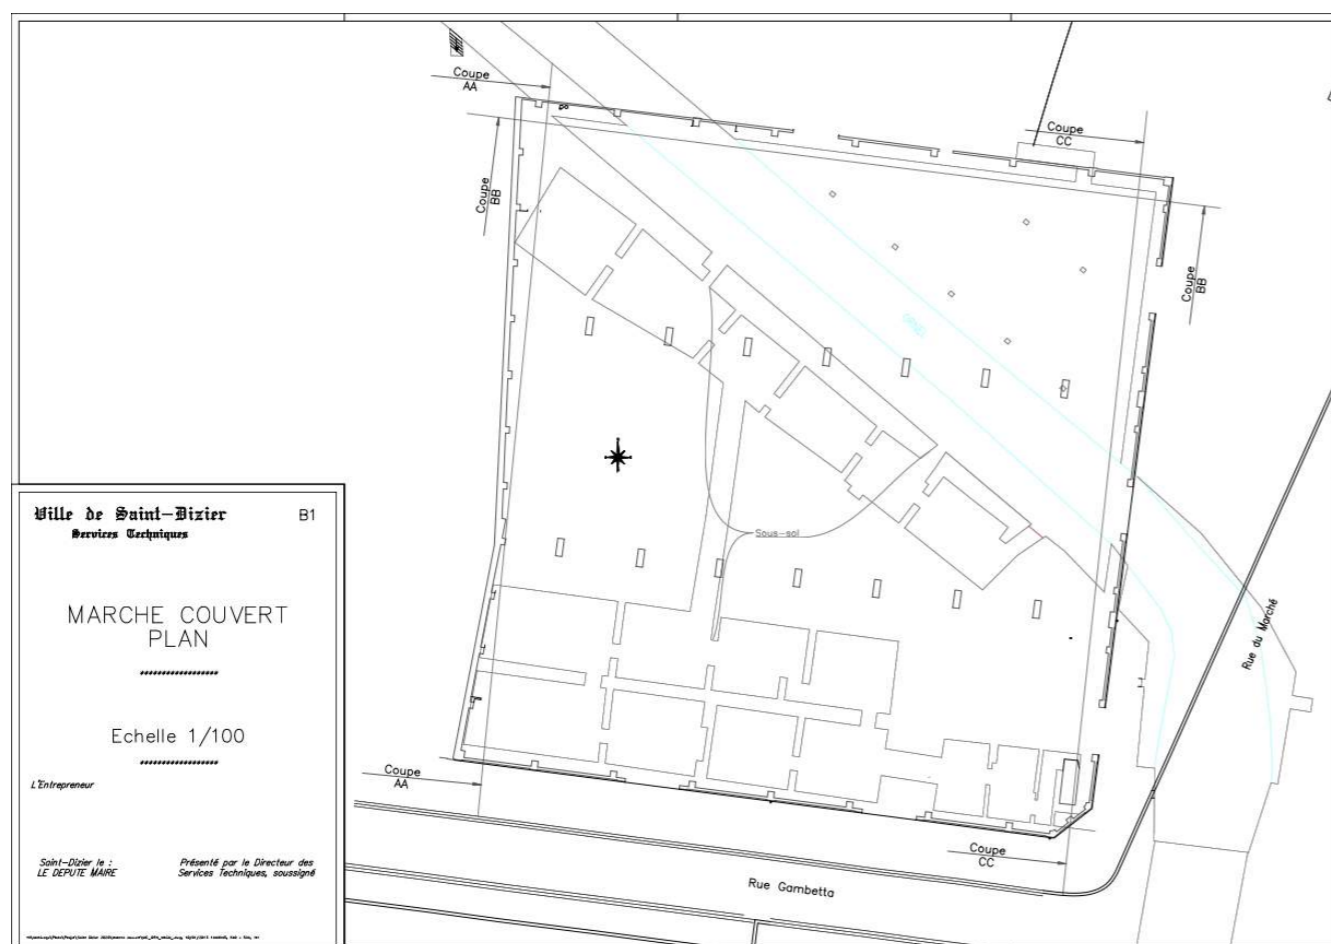 Coupe
AA
Coupe
CC
Coupe
BB
Coupe
BB
Sous-sol
Rue du Marché
Ville de Saint-Dizier
B1
Services Techniques
MARCHE COUVERT
PLAN
Echelle 1/100
L'Entrepreneur
Saint-Dizier le :
LE DEPUTE MAIRE
Présenté par le Directeur des
Services Techniques, soussigné
Coupe
AA
Coupe
CC
Rue Gambetta